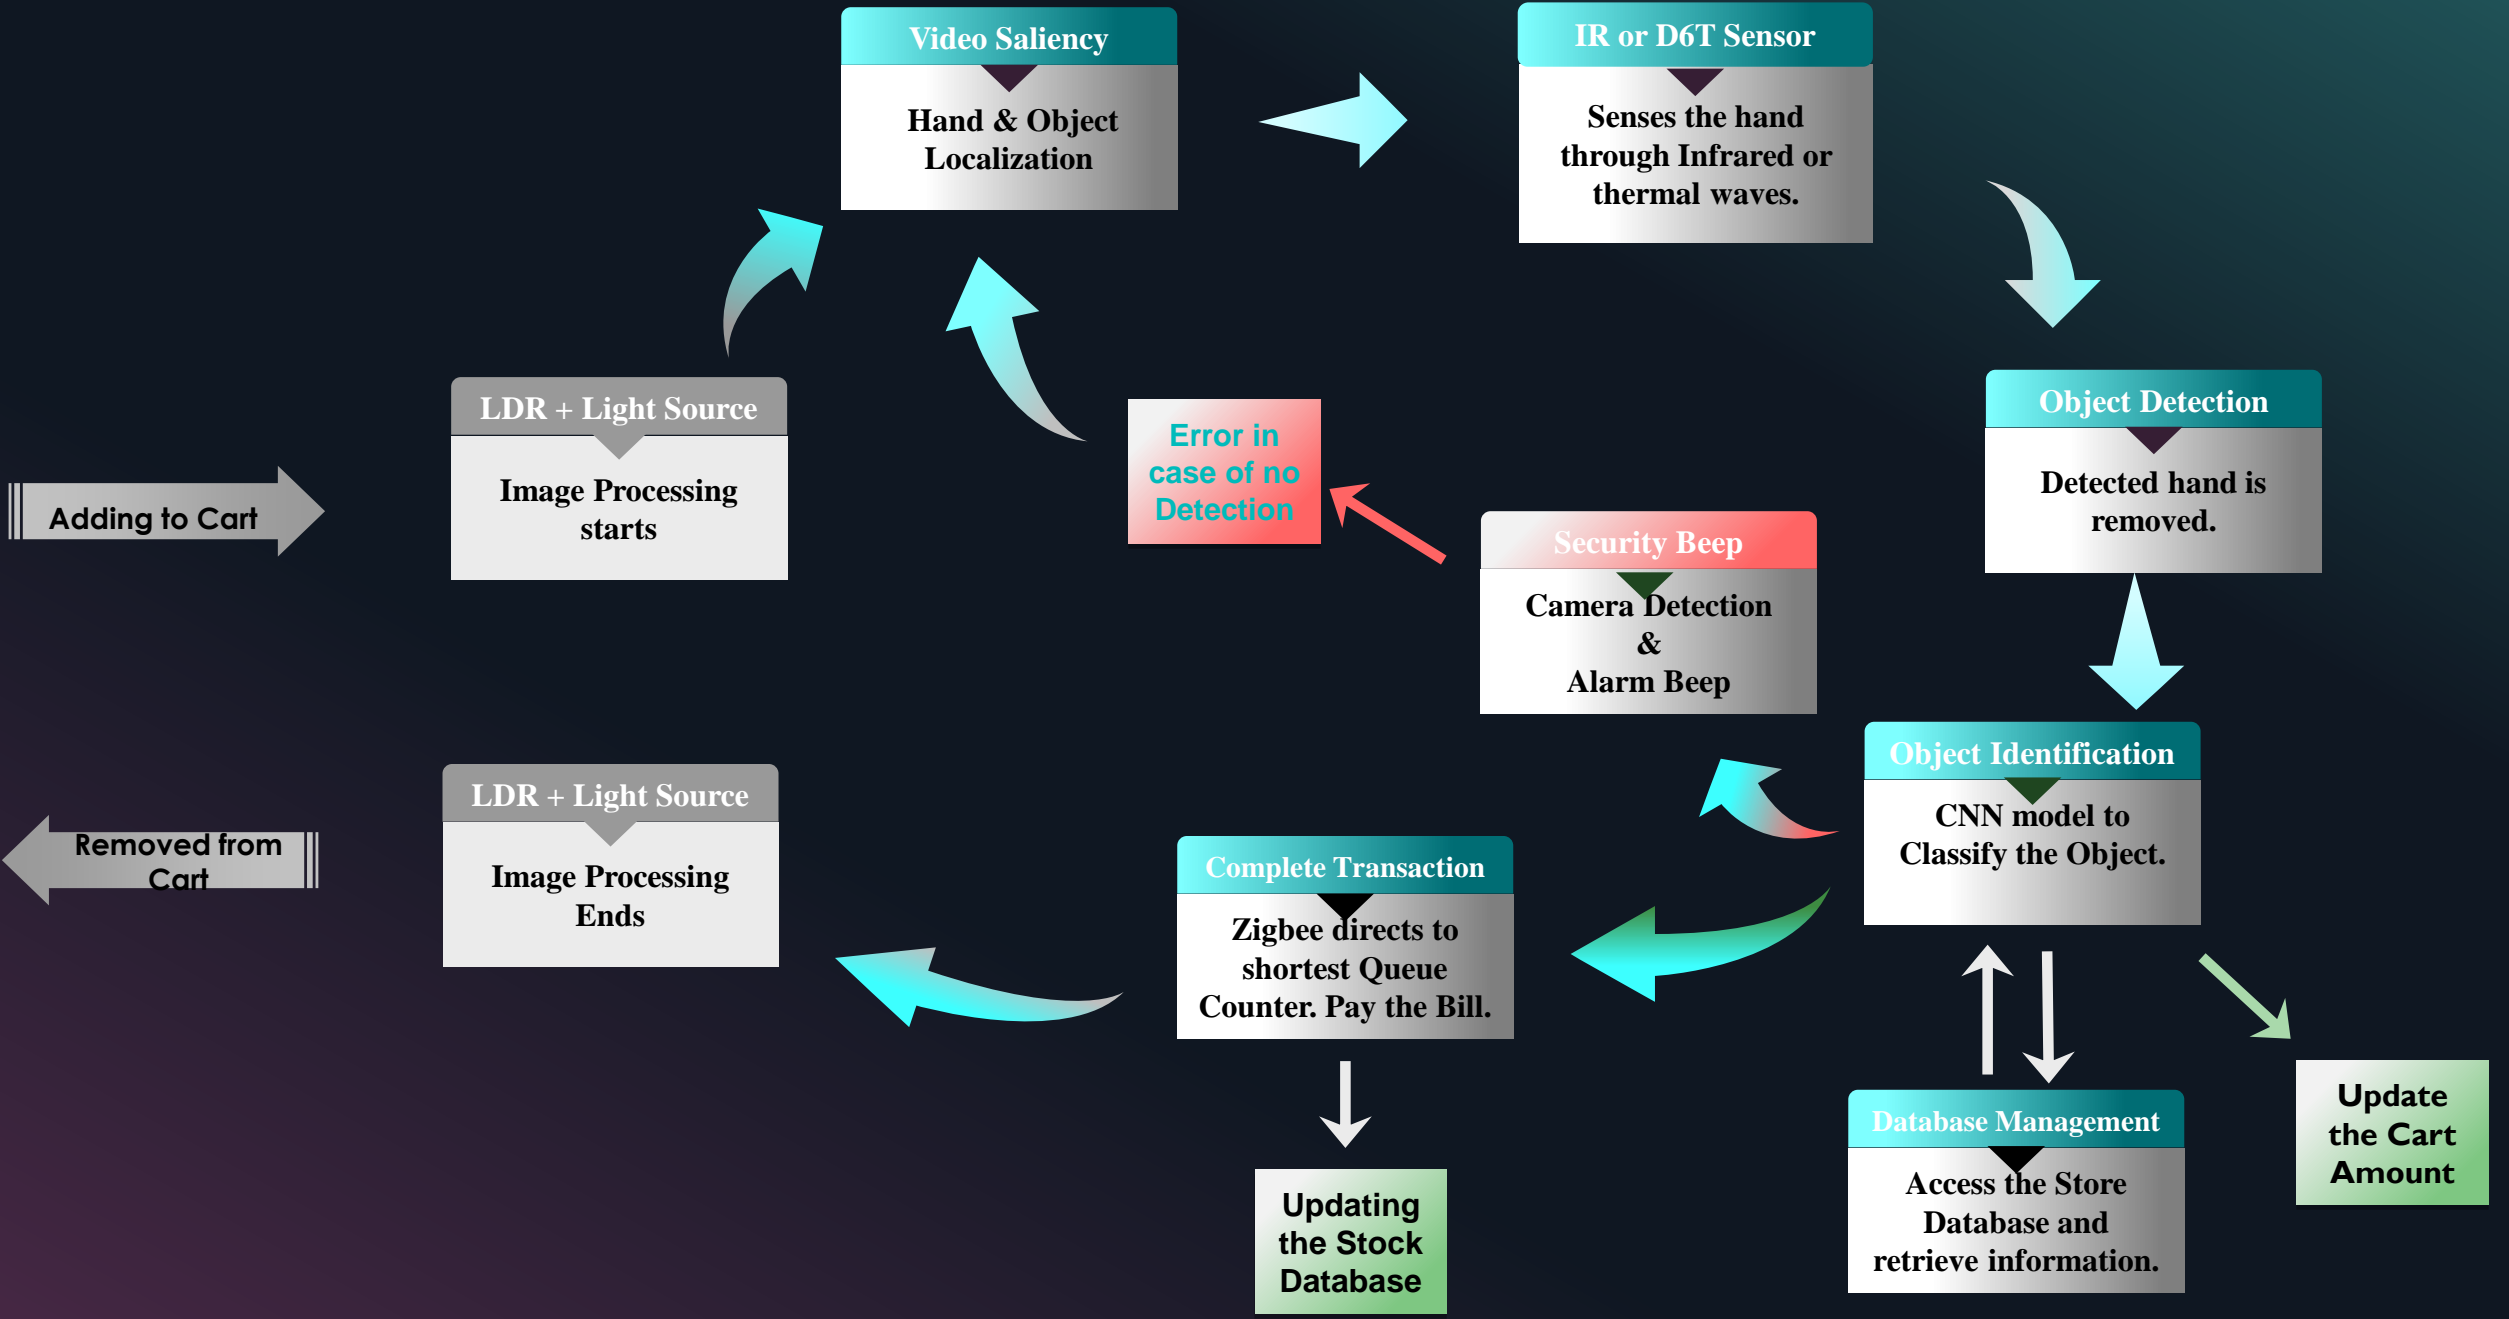 Video Saliency
Hand & Object
Localization
IR or D6T Sensor
Senses the hand
through Infrared or
thermal waves.
Adding to Cart
LDR + Light Source
Image Processing
starts
Error in
case of no
Detection
Object Detection
Detected hand is
removed.
Security Beep
Camera Detection
&
Alarm Beep
Removed from
Cart
LDR + Light Source
Image Processing
Ends
Complete Transaction
Zigbee directs to
shortest Queue
Counter. Pay the Bill.
Object Identification
CNN model to
Classify the Object.
Updating
the Stock
Database
Database Management
Access the Store
Database and
retrieve information.
Update
the Cart
Amount